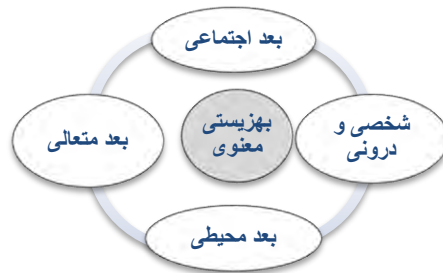 بعد اجتماعی
شخصی و
درونی
بهزیستی
معنوی
بعد متعالی
بعد محیطی